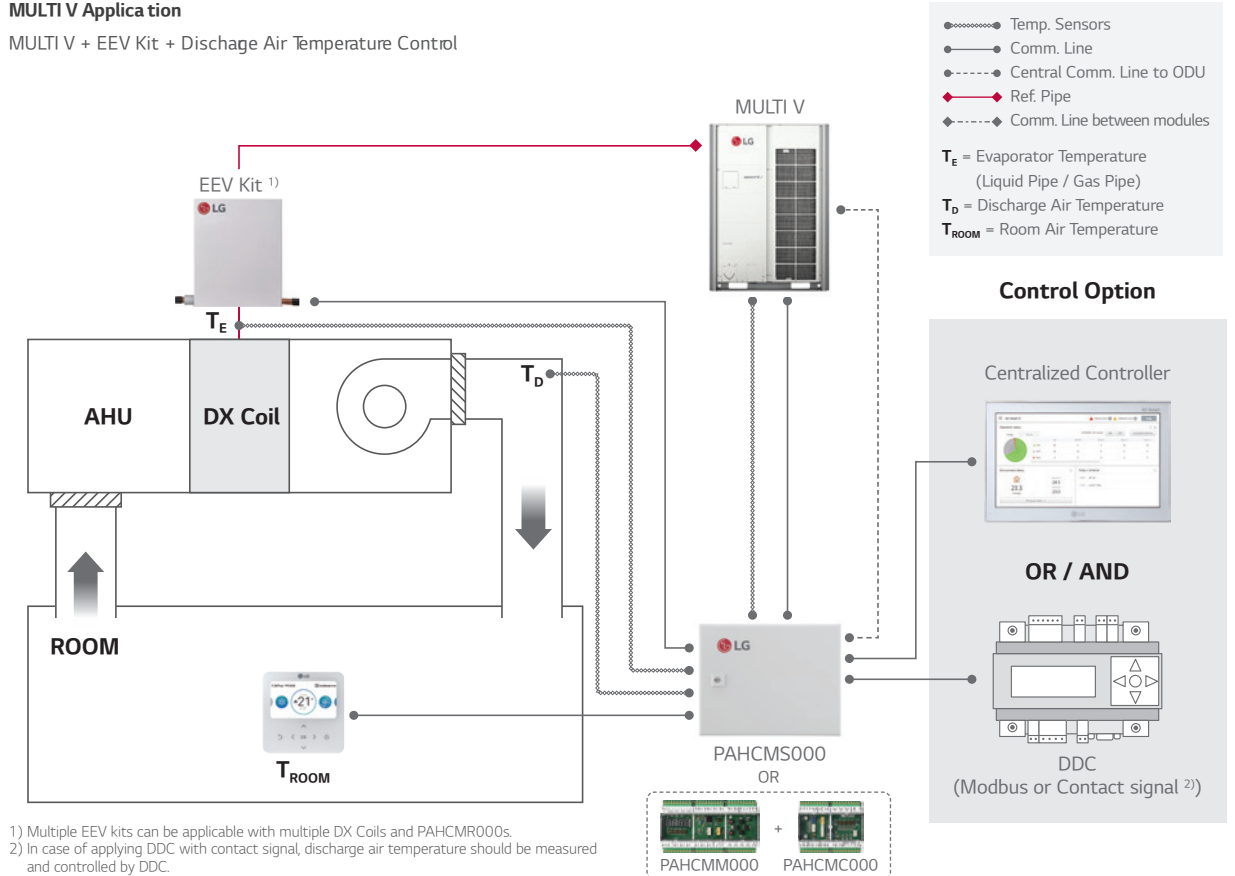 MULTI V Application
MULTI V + EEV Kit + Discharge Air Temperature Control
Temp. Sensors
Comm. Line
Central Comm. Line to ODU
Ref. Pipe
Comm. Line between modules
TE = Evaporator Temperature
(Liquid Pipe / Gas Pipe)
TD = Discharge Air Temperature
TROOM = Room Air Temperature
MULTI V
LG
EEV Kit 1)
LG
TE
TD
AHU
DX Coil
ROOM
21
TROOM
LG
PAHCMS000
OR
PAHCMM000
+
PAHCMC000
Control Option
Centralized Controller
LG
OR / AND
DDC
(Modbus or Contact signal 2))
1) Multiple EEV kits can be applicable with multiple DX Coils and PAHCMR000s.
2) In case of applying DDC with contact signal, discharge air temperature should be measured
and controlled by DDC.